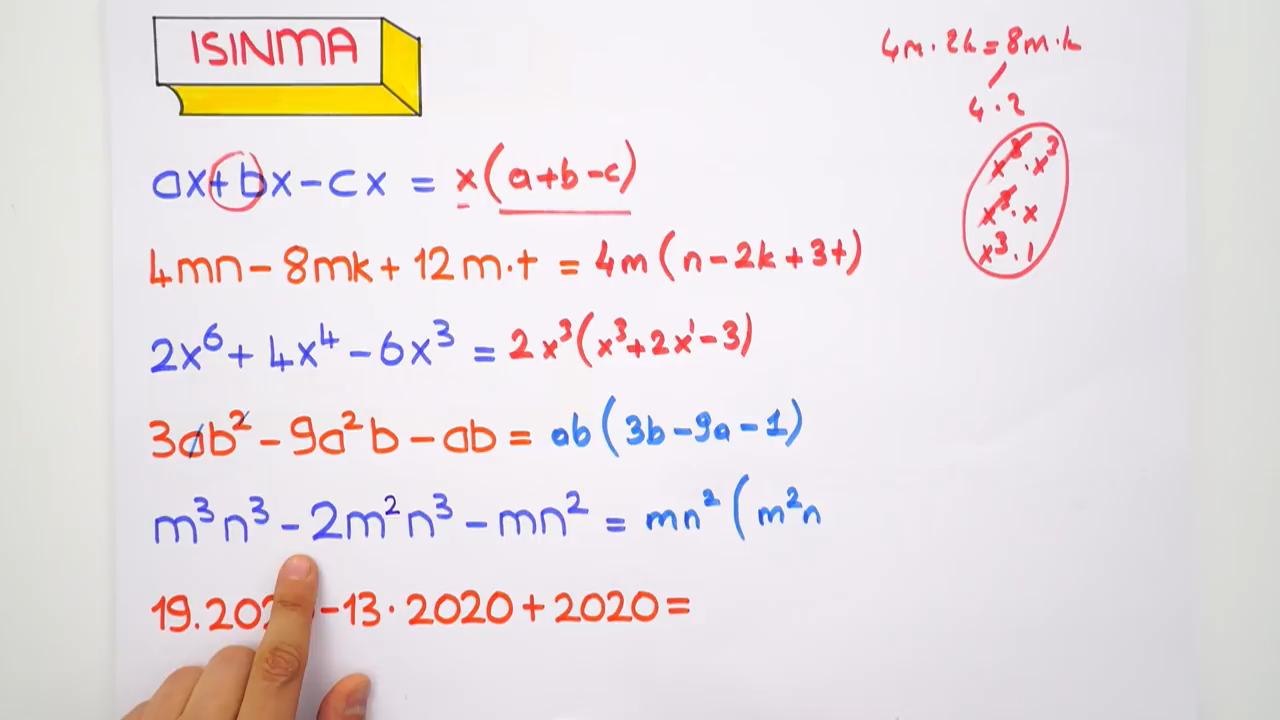 ISINMA
4m·2k=8m·k
4·2
x³·x³
x³·x
x³·1
ax+bx-cx = x(a+b-c)
4mn-8mk+12m·t = 4m(n-2k+3t)
2x⁶+4x⁴-6x³ = 2x³(x³+2x¹-3)
3ab²-9a²b-ab = ab(3b-9a-1)
m³n³-2m²n³-mn² = mn²(m²n
-13·2020+2020=